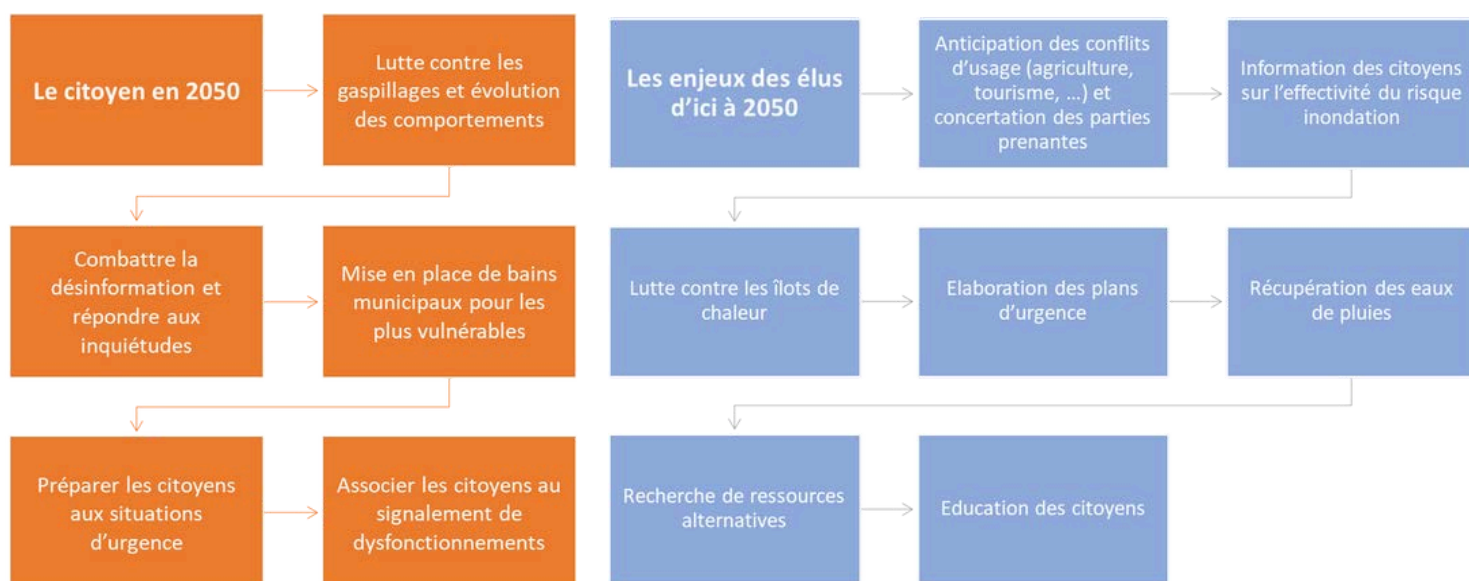 Le citoyen en 2050
Lutte contre les
gaspillages et évolution
des comportements
Combattre la
désinformation et
répondre aux
inquiétudes
Mise en place de bains
municipaux pour les
plus vulnérables
Préparer les citoyens
aux situations
d’urgence
Associer les citoyens au
signalement de
dysfonctionnements
Les enjeux des élus
d’ici à 2050
Anticipation des conflits
d’usage (agriculture,
tourisme, ...) et
concertation des parties
prenantes
Information des citoyens
sur l’effectivité du risque
inondation
Lutte contre les îlots de
chaleur
Elaboration des plans
d’urgence
Récupération des eaux
de pluies
Recherche de ressources
alternatives
Education des citoyens